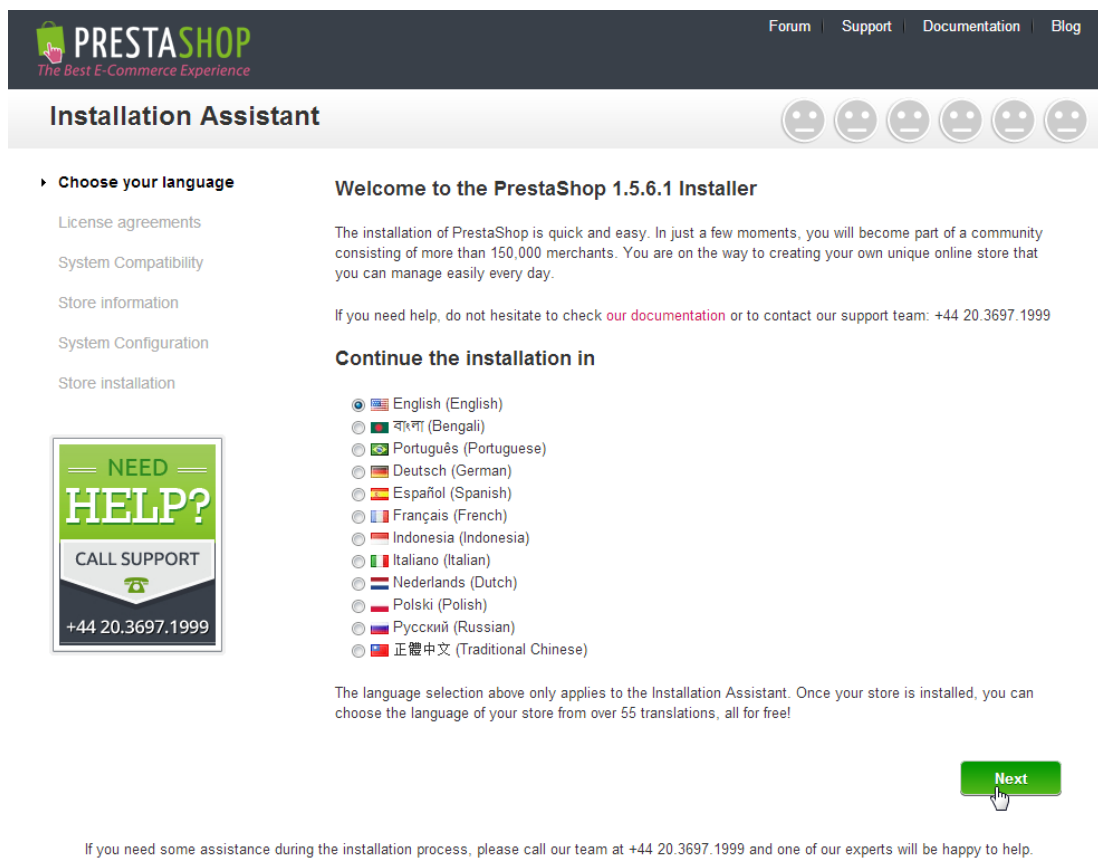 PRESTASHOP
The Best E-Commerce Experience
Forum
Support
Documentation
Blog
Installation Assistant
Choose your language
License agreements
System Compatibility
Store information
System Configuration
Store installation
NEED
HELP?
CALL SUPPORT
+44 20.3697.1999
Welcome to the PrestaShop 1.5.6.1 Installer
The installation of PrestaShop is quick and easy. In just a few moments, you will become part of a community
consisting of more than 150,000 merchants. You are on the way to creating your own unique online store that
you can manage easily every day.
If you need help, do not hesitate to check our documentation or to contact our support team: +44 20.3697.1999
Continue the installation in
English (English)
বাংলা (Bengali)
Português (Portuguese)
Deutsch (German)
Español (Spanish)
Français (French)
Indonesia (Indonesia)
Italiano (Italian)
Nederlands (Dutch)
Polski (Polish)
Русский (Russian)
正體中文 (Traditional Chinese)
The language selection above only applies to the Installation Assistant. Once your store is installed, you can
choose the language of your store from over 55 translations, all for free!
Next
If you need some assistance during the installation process, please call our team at +44 20.3697.1999 and one of our experts will be happy to help.